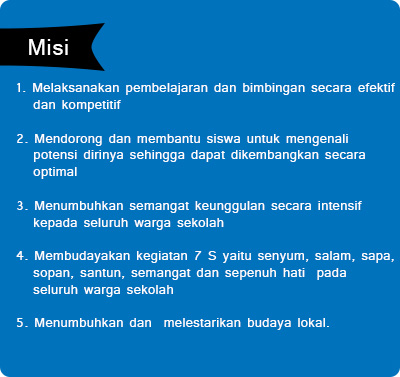 Misi
1. Melaksanakan pembelajaran dan bimbingan secara efektif
dan kompetitif
2. Mendorong dan membantu siswa untuk mengenali
potensi dirinya sehingga dapat dikembangkan secara
optimal
3. Menumbuhkan semangat keunggulan secara intensif
kepada seluruh warga sekolah
4. Membudayakan kegiatan 7 S yaitu senyum, salam, sapa,
sopan, santun, semangat dan sepenuh hati  pada
seluruh warga sekolah
5. Menumbuhkan dan  melestarikan budaya lokal.